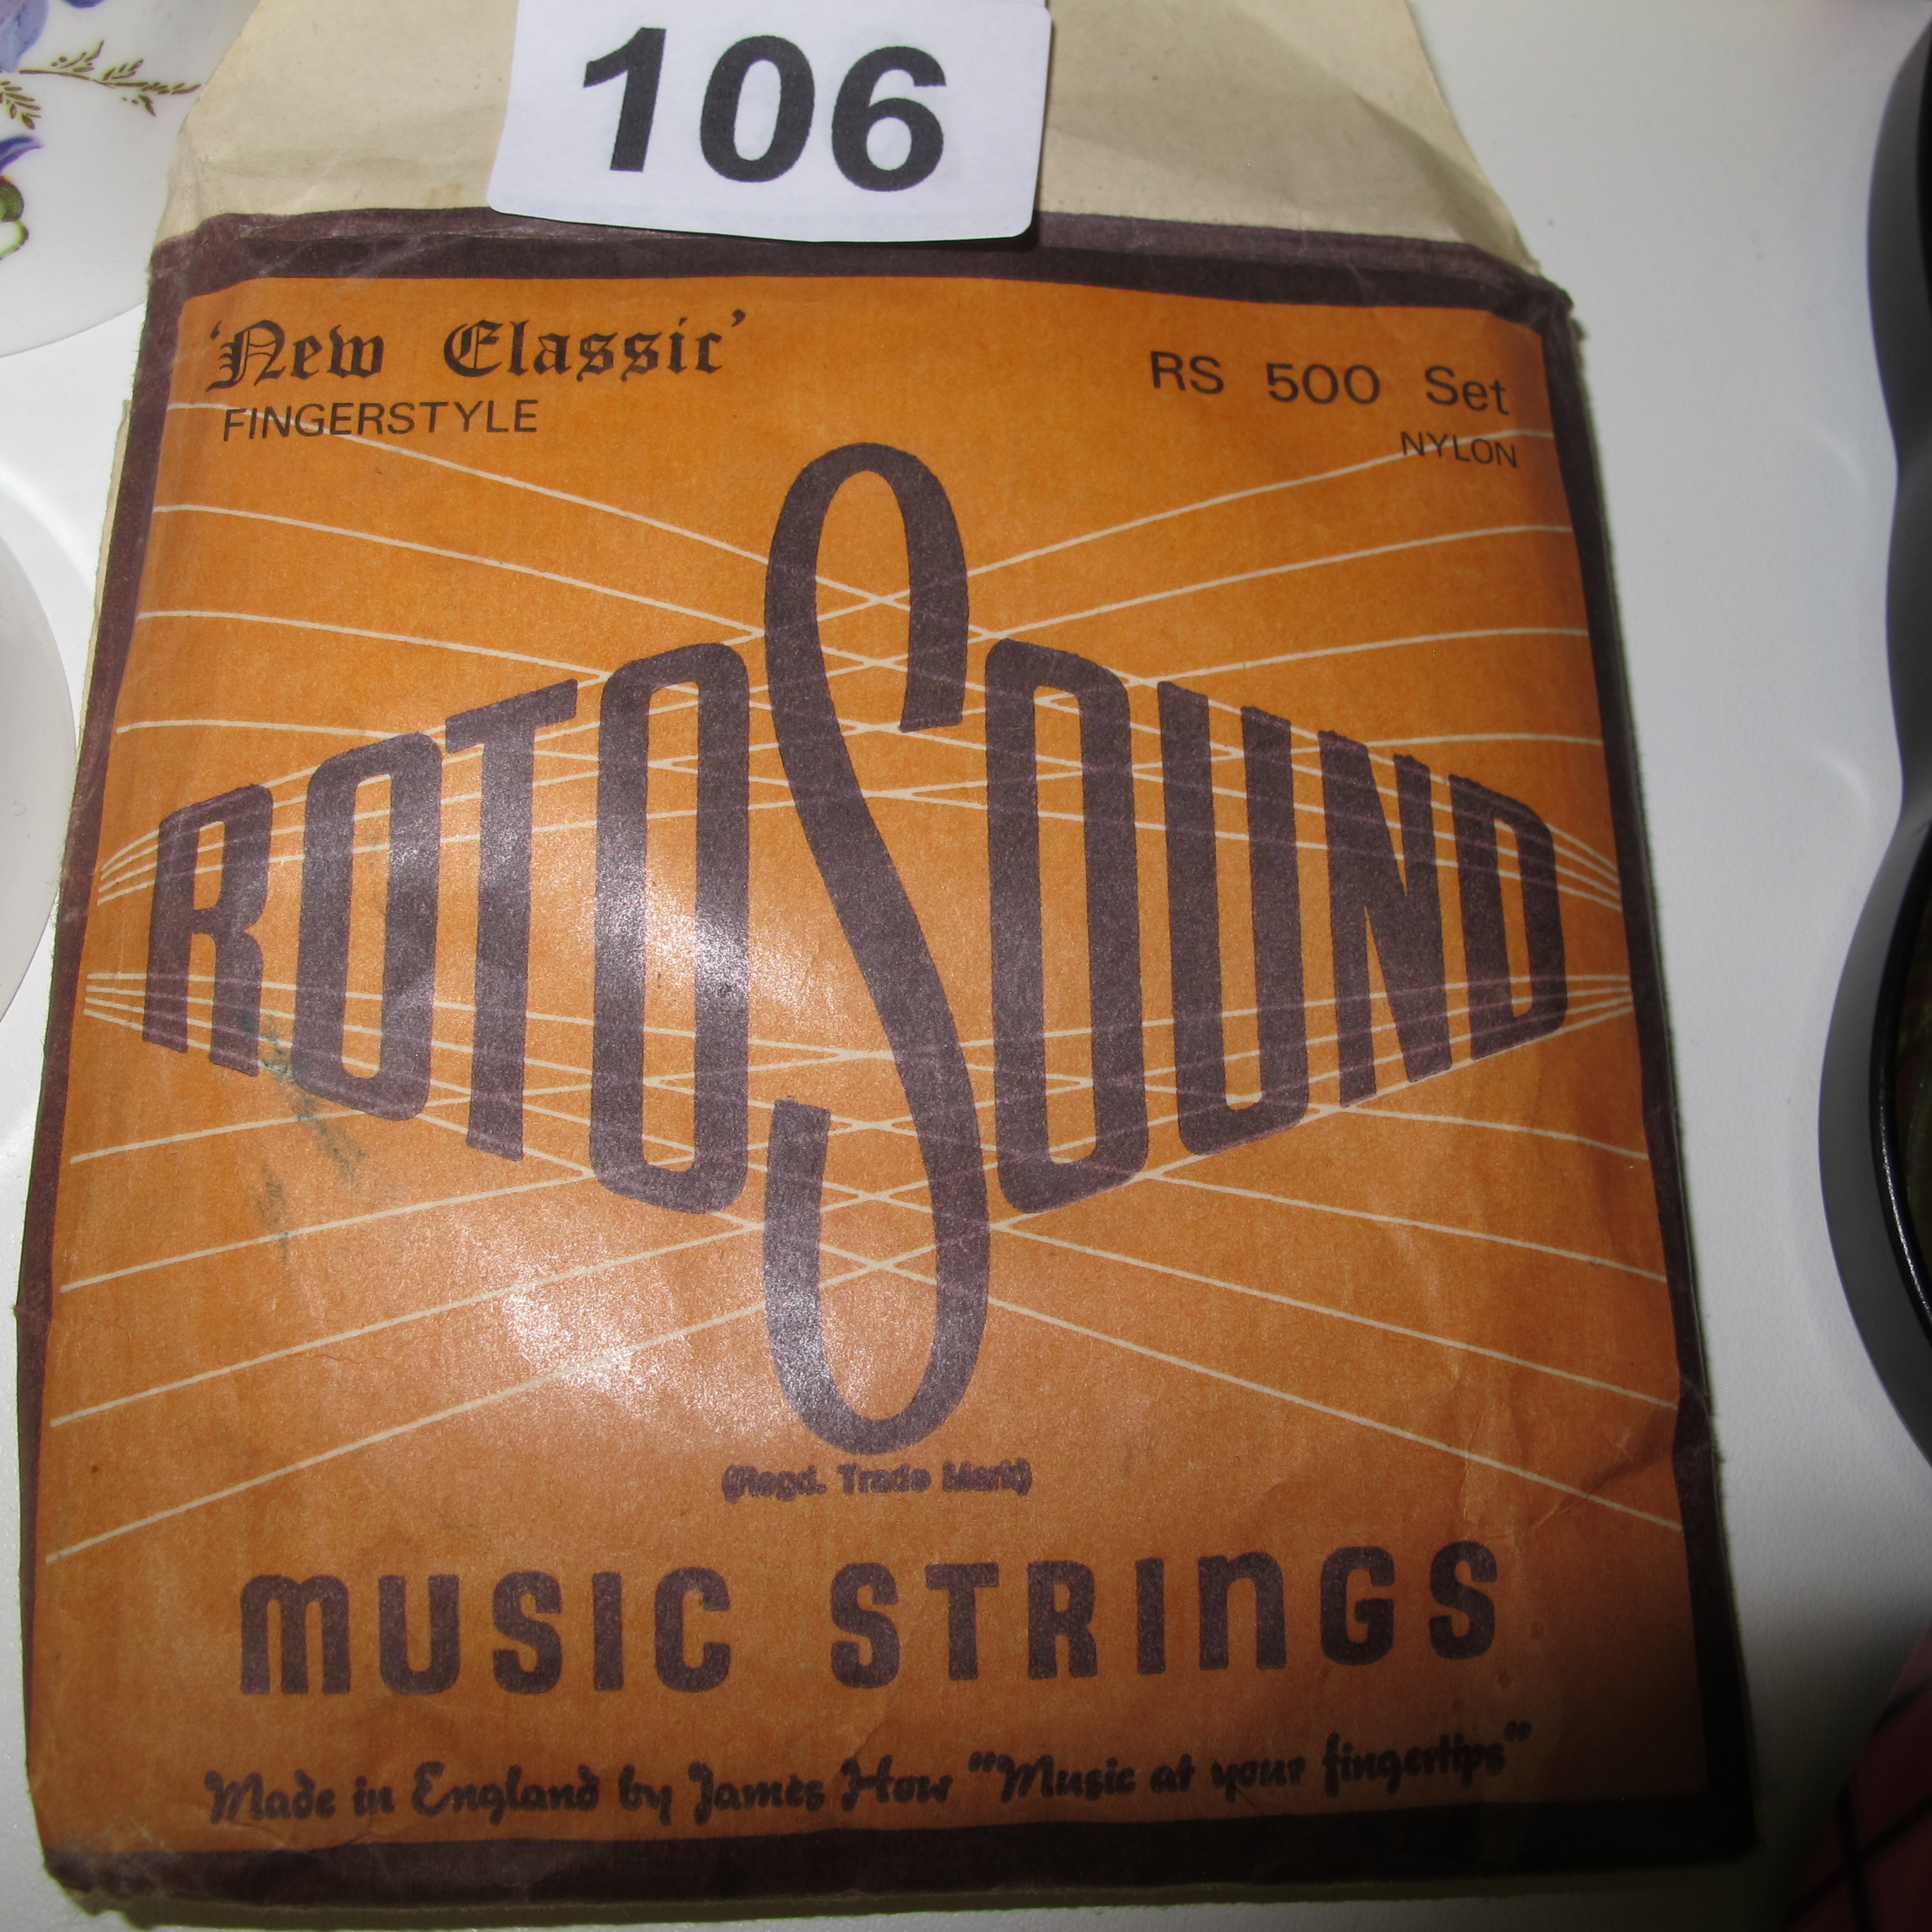 106
'New Classic'
RS 500 Set
FINGERSTYLE
NYLON
ROTOSOUND
(Regd. Trade Mark)
MUSIC STRINGS
Made in England by James How "Music at your fingertips"